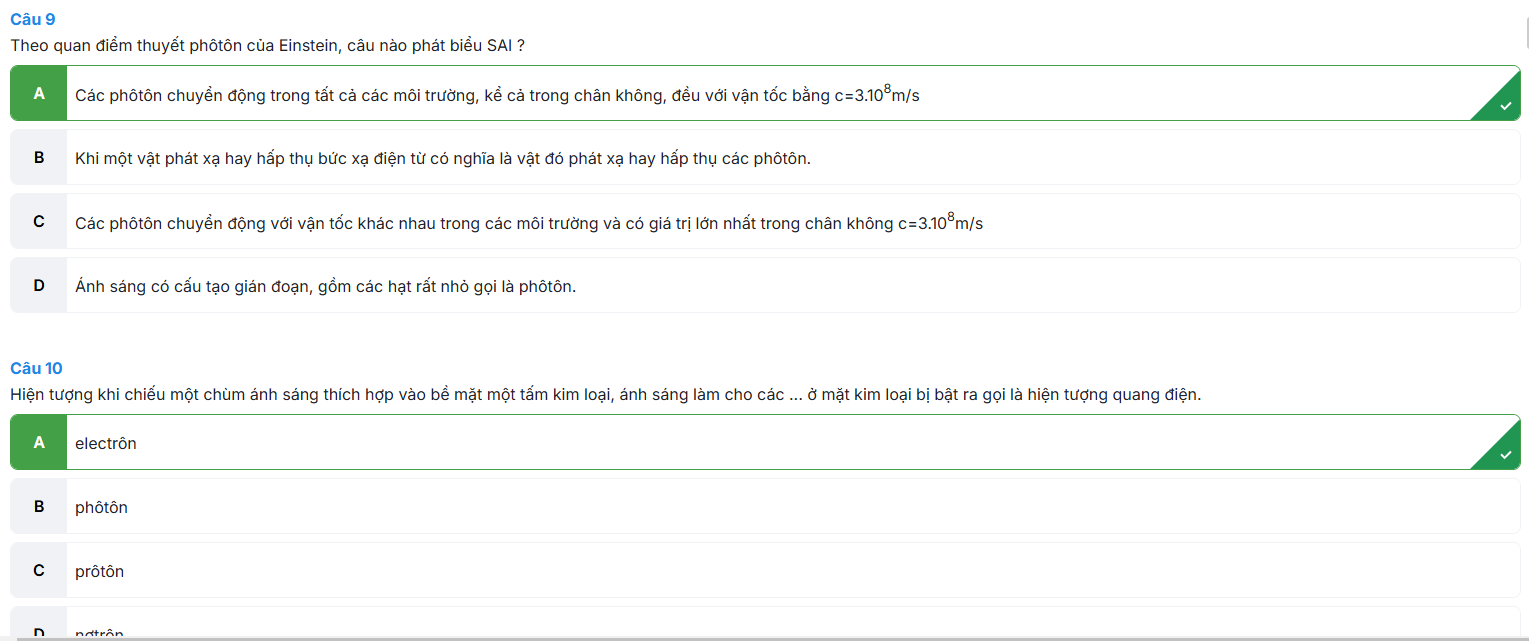 Câu 9
Theo quan điểm thuyết phôtôn của Einstein, câu nào phát biểu SAI ?
A Các phôtôn chuyển động trong tất cả các môi trường, kể cả trong chân không, đều với vận tốc bằng c=3.10⁸m/s
B Khi một vật phát xạ hay hấp thụ bức xạ điện từ có nghĩa là vật đó phát xạ hay hấp thụ các phôtôn.
C Các phôtôn chuyển động với vận tốc khác nhau trong các môi trường và có giá trị lớn nhất trong chân không c=3.10⁸m/s
D Ánh sáng có cấu tạo gián đoạn, gồm các hạt rất nhỏ gọi là phôtôn.
Câu 10
Hiện tượng khi chiếu một chùm ánh sáng thích hợp vào bề mặt một tấm kim loại, ánh sáng làm cho các ... ở mặt kim loại bị bật ra gọi là hiện tượng quang điện.
A electrôn
B phôtôn
C prôtôn
D nơtrôn